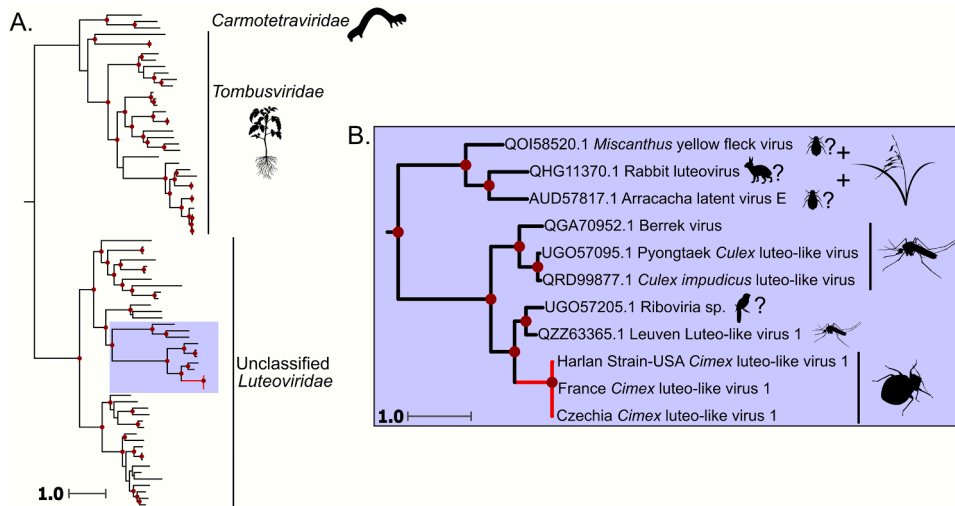 A.
Carmotetraviridae
Tombusviridae
Unclassified
Luteoviridae
1.0
B.
QOI58520.1 Miscanthus yellow fleck virus ? +
QHG11370.1 Rabbit luteovirus ? +
AUD57817.1 Arracacha latent virus E ?
QGA70952.1 Berrek virus
UGO57095.1 Pyongtaek Culex luteo-like virus
QRD99877.1 Culex impudicus luteo-like virus
UGO57205.1 Riboviria sp. ?
QZZ63365.1 Leuven Luteo-like virus 1
Harlan Strain-USA Cimex luteo-like virus 1
France Cimex luteo-like virus 1
Czechia Cimex luteo-like virus 1
1.0